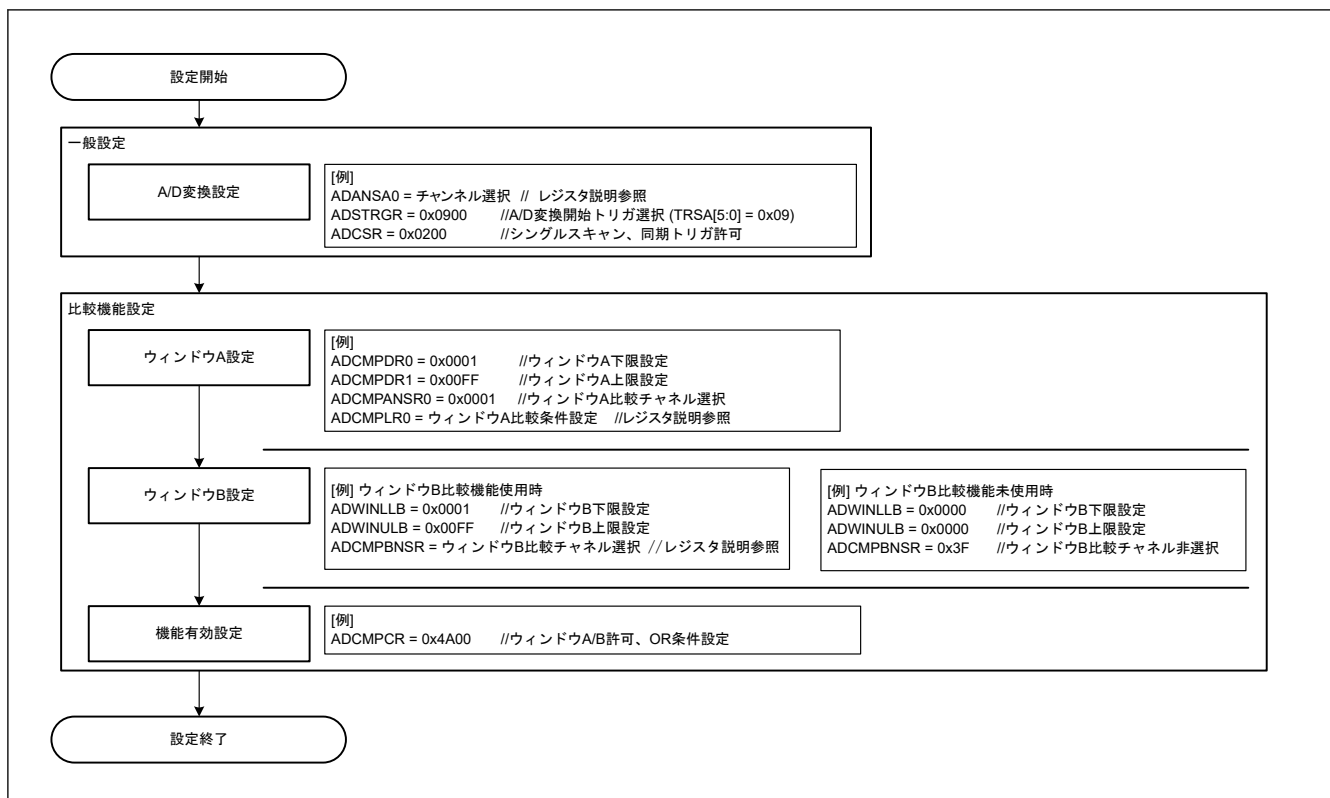 設定開始
一般設定
A/D変換設定
[例]
ADANSA0 = チャンネル選択 // レジスタ説明参照
ADSTRGR = 0x0900 //A/D変換開始トリガ選択 (TRSA[5:0] = 0x09)
ADCSR = 0x0200 //シングルスキャン、同期トリガ許可
比較機能設定
ウィンドウA設定
[例]
ADCMPDR0 = 0x0001 //ウィンドウA下限設定
ADCMPDR1 = 0x00FF //ウィンドウA上限設定
ADCMPANSR0 = 0x0001 //ウィンドウA比較チャネル選択
ADCMPLR0 = ウィンドウA比較条件設定 //レジスタ説明参照
ウィンドウB設定
[例] ウィンドウB比較機能使用時
ADWINLLB = 0x0001 //ウィンドウB下限設定
ADWINULB = 0x00FF //ウィンドウB上限設定
ADCMPBNSR = ウィンドウB比較チャネル選択 //レジスタ説明参照
[例] ウィンドウB比較機能未使用時
ADWINLLB = 0x0000 //ウィンドウB下限設定
ADWINULB = 0x0000 //ウィンドウB上限設定
ADCMPBNSR = 0x3F //ウィンドウB比較チャネル非選択
機能有効設定
[例]
ADCMPCR = 0x4A00 //ウィンドウA/B許可、OR条件設定
設定終了